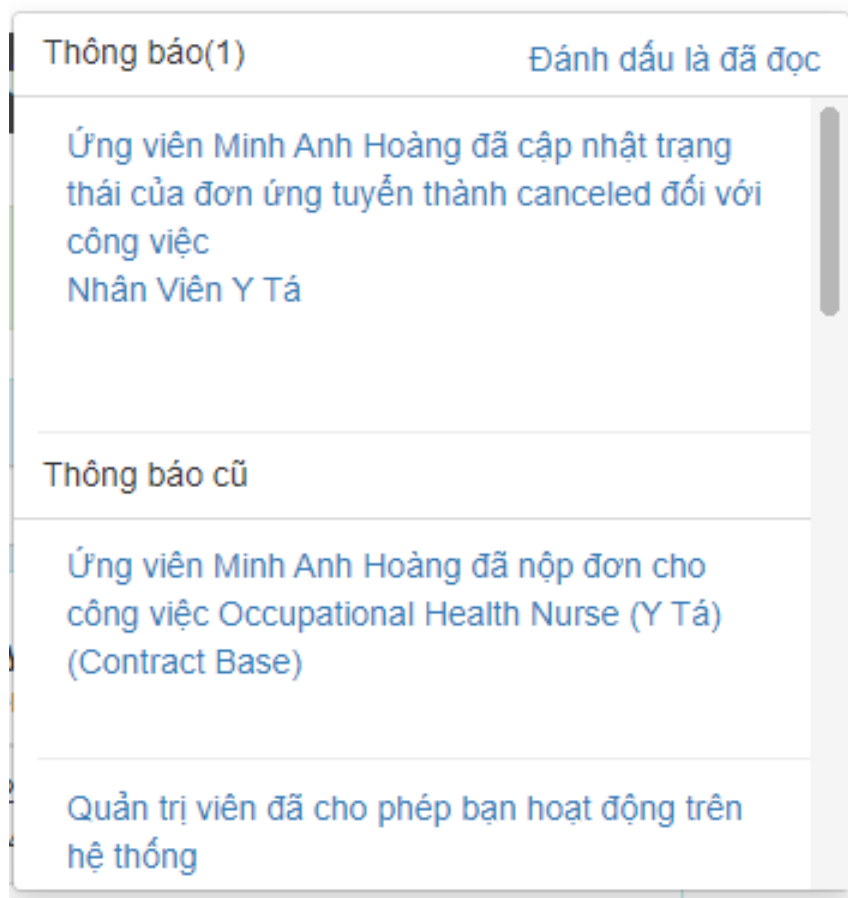 Thông báo(1)
Đánh dấu là đã đọc
Ứng viên Minh Anh Hoàng đã cập nhật trạng
thái của đơn ứng tuyển thành canceled đối với
công việc
Nhân Viên Y Tá
Thông báo cũ
Ứng viên Minh Anh Hoàng đã nộp đơn cho
công việc Occupational Health Nurse (Y Tá)
(Contract Base)
Quản trị viên đã cho phép bạn hoạt động trên
hệ thống